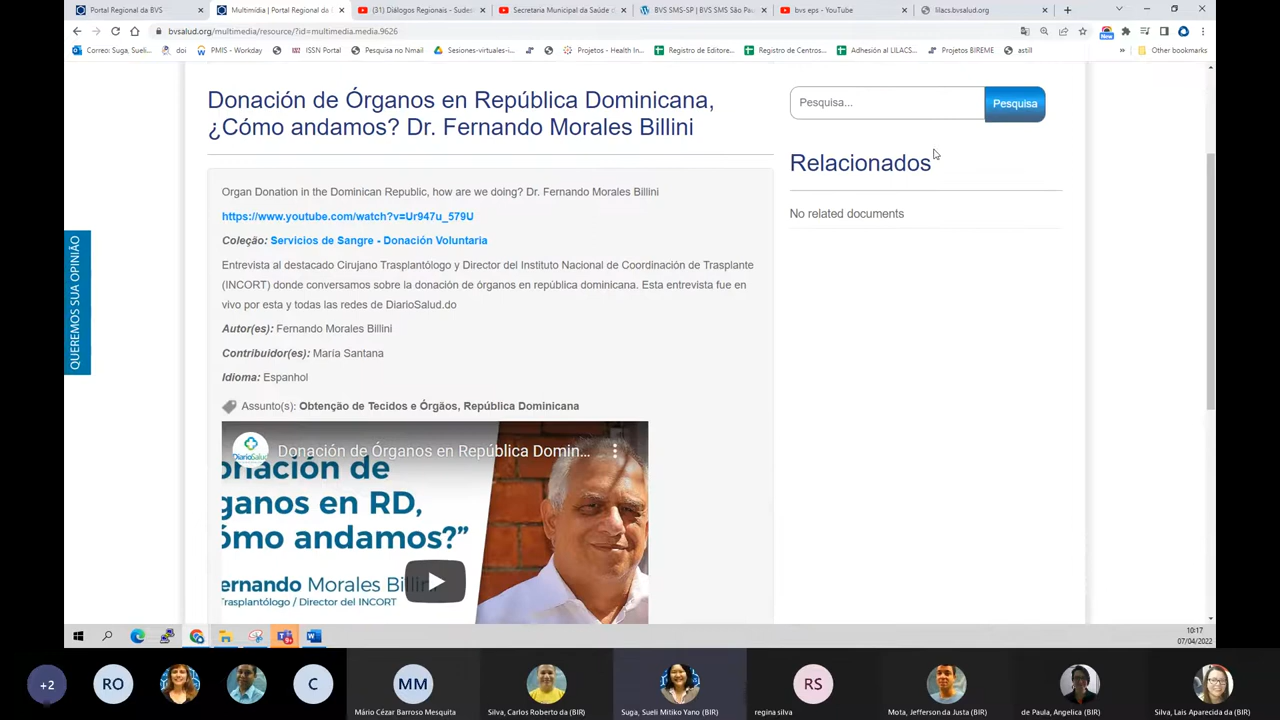 Portal Regional da BVS
Multimídia | Portal Regional da
(31) Diálogos Regionais - Sudes
Secretaria Municipal da Saúde
BVS SMS-SP | BVS SMS São Pau
bvs eps - YouTube
lilacs.bvsalud.org
bvsalud.org/multimedia/resource/?id=multimedia.media.9626
Correo: Suga, Sueli...
doi
PMIS - Workday
ISSN Portal
Pesquisa no Nmail
Sesiones-virtuales-i...
Projetos - Health In...
Registro de Editore...
Registro de Centros...
Adhesión al LILACS...
Projetos BIREME
astill
»
Other bookmarks
New
Donación de Órganos en República Dominicana,
¿Cómo andamos? Dr. Fernando Morales Billini
Pesquisa...
Pesquisa
Relacionados
No related documents
QUEREMOS SUA OPINIÃO
Organ Donation in the Dominican Republic, how are we doing? Dr. Fernando Morales Billini
https://www.youtube.com/watch?v=Ur947u_579U
Coleção: Servicios de Sangre - Donación Voluntaria
Entrevista al destacado Cirujano Trasplantólogo y Director del Instituto Nacional de Coordinación de Trasplante
(INCORT) donde conversamos sobre la donación de órganos en república dominicana. Esta entrevista fue en
vivo por esta y todas las redes de DiarioSalud.do
Autor(es): Fernando Morales Billini
Contribuidor(es): María Santana
Idioma: Espanhol
Assunto(s): Obtenção de Tecidos e Órgãos, República Dominicana
DiarioSalud
Donación de Órganos en República Domin...
onación de
ganos en RD,
ómo andamos?”
ernando Morales Billini
Trasplantólogo / Director del INCORT
10:17
07/04/2022
+2
RO
C
MM
Mário Cézar Barroso Mesquita
Silva, Carlos Roberto da (BIR)
Suga, Sueli Mitiko Yano (BIR)
RS
regina silva
Mota, Jefferson da Justa (BIR)
de Paula, Angelica (BIR)
Silva, Lais Aparecida da (BIR)